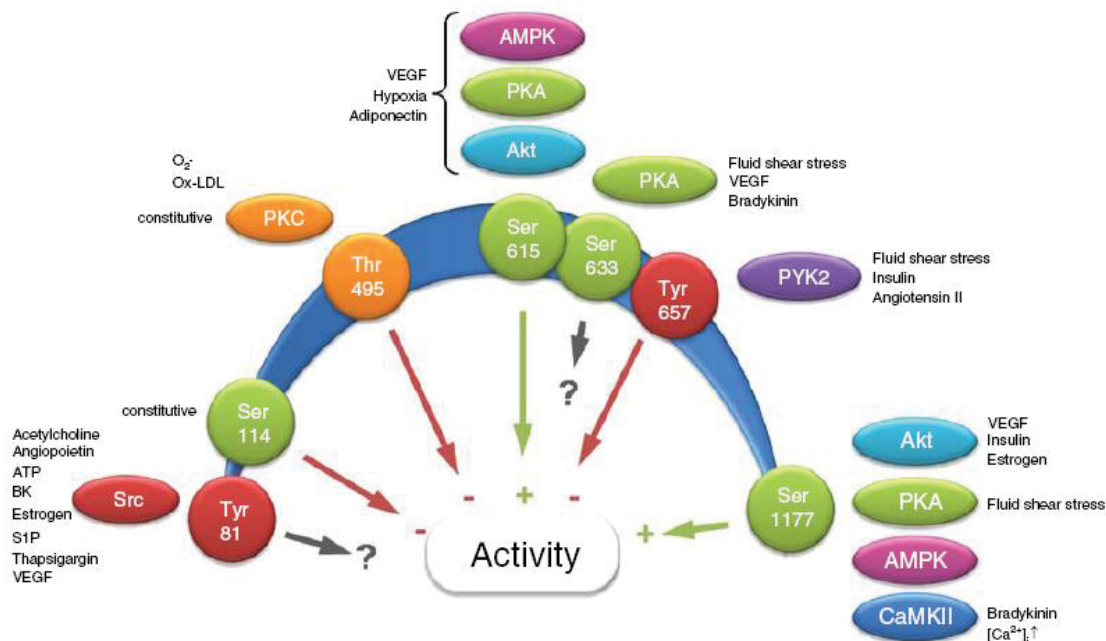 AMPK
VEGF
Hypoxia
Adiponectin
PKA
Akt
O₂⁻
Ox-LDL
constitutive
PKC
PKA
Fluid shear stress
VEGF
Bradykinin
Thr
495
Ser
615
Ser
633
Tyr
657
PYK2
Fluid shear stress
Insulin
Angiotensin II
?
constitutive
Ser
114
Acetylcholine
Angiopoietin
ATP
BK
Estrogen
S1P
Thapsigargin
VEGF
Src
Tyr
81
?
-
-
+
-
+
Activity
Ser
1177
Akt
VEGF
Insulin
Estrogen
PKA
Fluid shear stress
AMPK
CaMKII
Bradykinin
[Ca²⁺]ᵢ↑